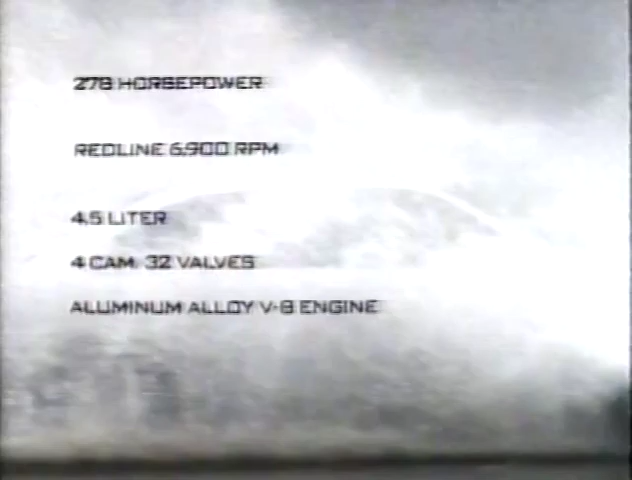 278 HORSEPOWER
REDLINE 6,900 RPM
4.5 LITER
4 CAM, 32 VALVES
ALUMINUM ALLOY V-8 ENGINE